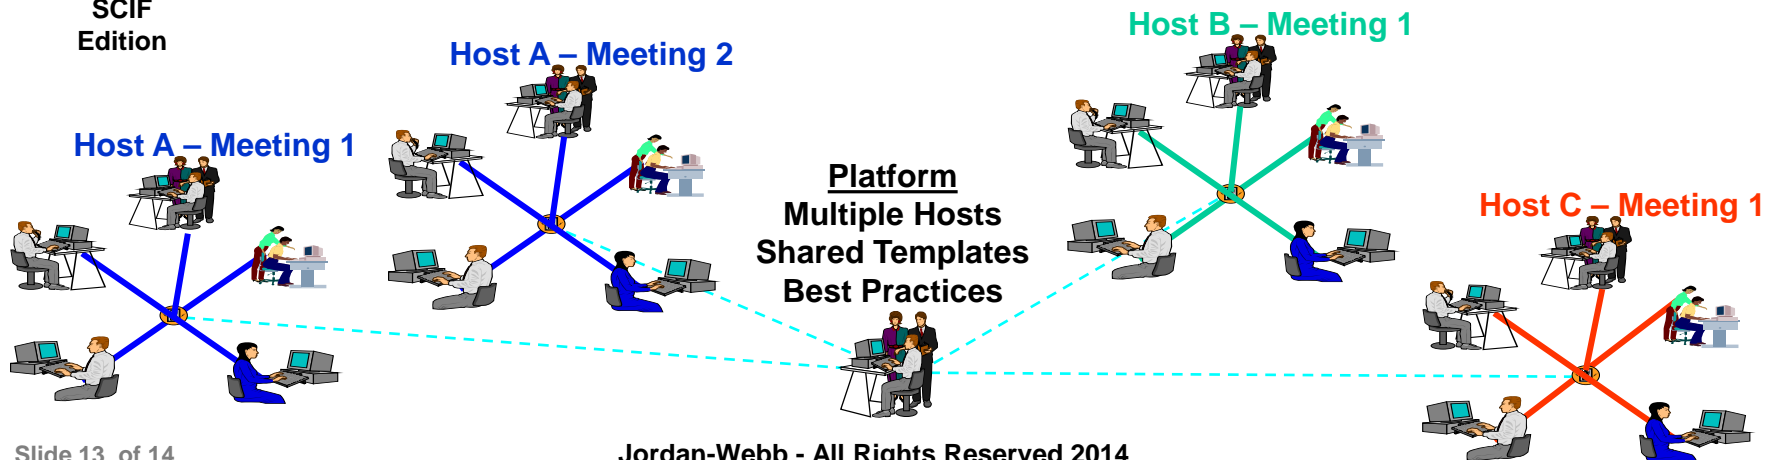 SCIF
Edition
Host A – Meeting 1
Host A – Meeting 2
Platform
Multiple Hosts
Shared Templates
Best Practices
Host B – Meeting 1
Host C – Meeting 1
Slide 13 of 14
Jordan-Webb - All Rights Reserved 2014